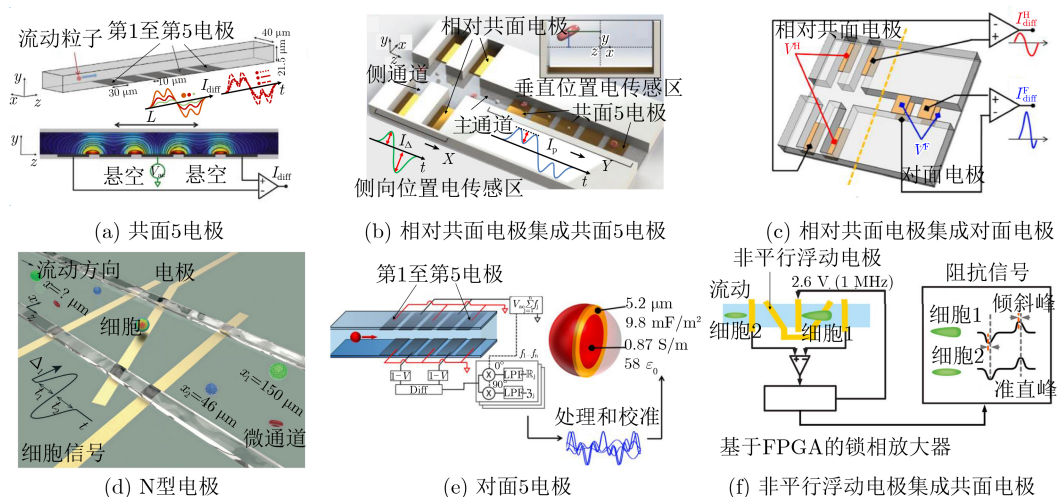 流动粒子
第1至第5电极
40 μm
21.5 μm
10 μm
30 μm
y
x
z
I_diff
t
L
y
z
悬空
悬空
I_diff
(a) 共面5电极
相对共面电极
y
x
z
侧通道
y
z
x
垂直位置电传感区
共面5电极
主通道
I_Δ
X
t
I_p
Y
t
侧向位置电传感区
(b) 相对共面电极集成共面5电极
相对共面电极
V^H
I^H_diff
I^F_diff
V^F
对面电极
(c) 相对共面电极集成对面电极
流动方向
电极
x=? μm
细胞
x_1=150 μm
x_2=46 μm
t
微通道
细胞信号
(d) N型电极
第1至第5电极
I–V
I–V
Diff
0°
90°
LPF
LPF
5.2 μm
9.8 mF/m²
0.87 S/m
58 ε_0
处理和校准
(e) 对面5电极
非平行浮动电极
2.6 V (1 MHz)
流动
细胞2
细胞1
基于FPGA的锁相放大器
阻抗信号
细胞1
倾斜峰
细胞2
准直峰
(f) 非平行浮动电极集成共面电极